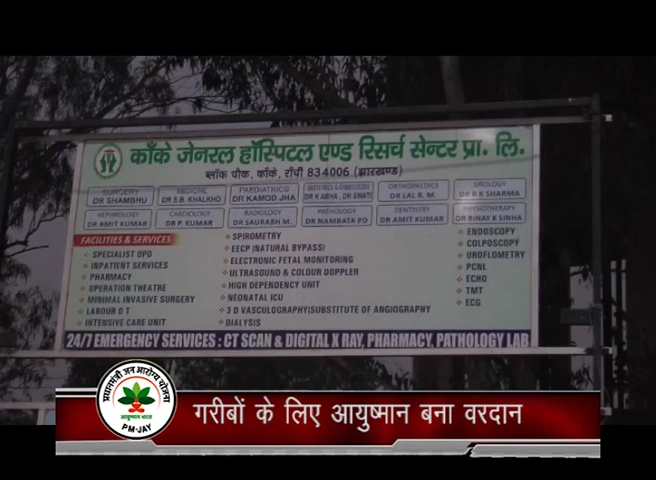 काँके जेनरल हॉस्पिटल एण्ड रिसर्च सेन्टर प्रा. लि.
ब्लॉक चौक, काँके, राँची 834006 (झारखण्ड)
SURGERY MEDICINE PAEDIATRICS OBSTETRICS & GYNAECOLOGY ORTHOPAEDICS UROLOGY
DR SHAMBHU DR S.B. KHALKHO DR KAMOD JHA DR K ABHA , DR SWATI DR LAL B. M. DR R K SHARMA
NEPHROLOGY CARDIOLOGY RADIOLOGY PATHOLOGY DENTISTRY PHYSIOTHERAPY
DR AMIT KUMAR DR P. KUMAR DR SAURABH M. DR NAMRATA PD DR AMIT KUMAR DR BINAY K SINHA
FACILITIES & SERVICES
SPECIALIST OPD
INPATIENT SERVICES
PHARMACY
OPERATION THEATRE
MINIMAL INVASIVE SURGERY
LABOUR O T
INTENSIVE CARE UNIT
SPIROMETRY
EECP (NATURAL BYPASS)
ELECTRONIC FETAL MONITORING
ULTRASOUND & COLOUR DOPPLER
HIGH DEPENDENCY UNIT
NEONATAL ICU
3 D VASCULOGRAPHY(SUBSTITUTE OF ANGIOGRAPHY
DIALYSIS
ENDOSCOPY
COLPOSCOPY
UROFLOMETRY
PCNL
ECHO
TMT
ECG
24/7 EMERGENCY SERVICES : CT SCAN & DIGITAL X RAY, PHARMACY, PATHOLOGY LAB
प्रधानमंत्री जन आरोग्य योजना
आयुष्मान भारत
PM-JAY
गरीबों के लिए आयुष्मान बना वरदान